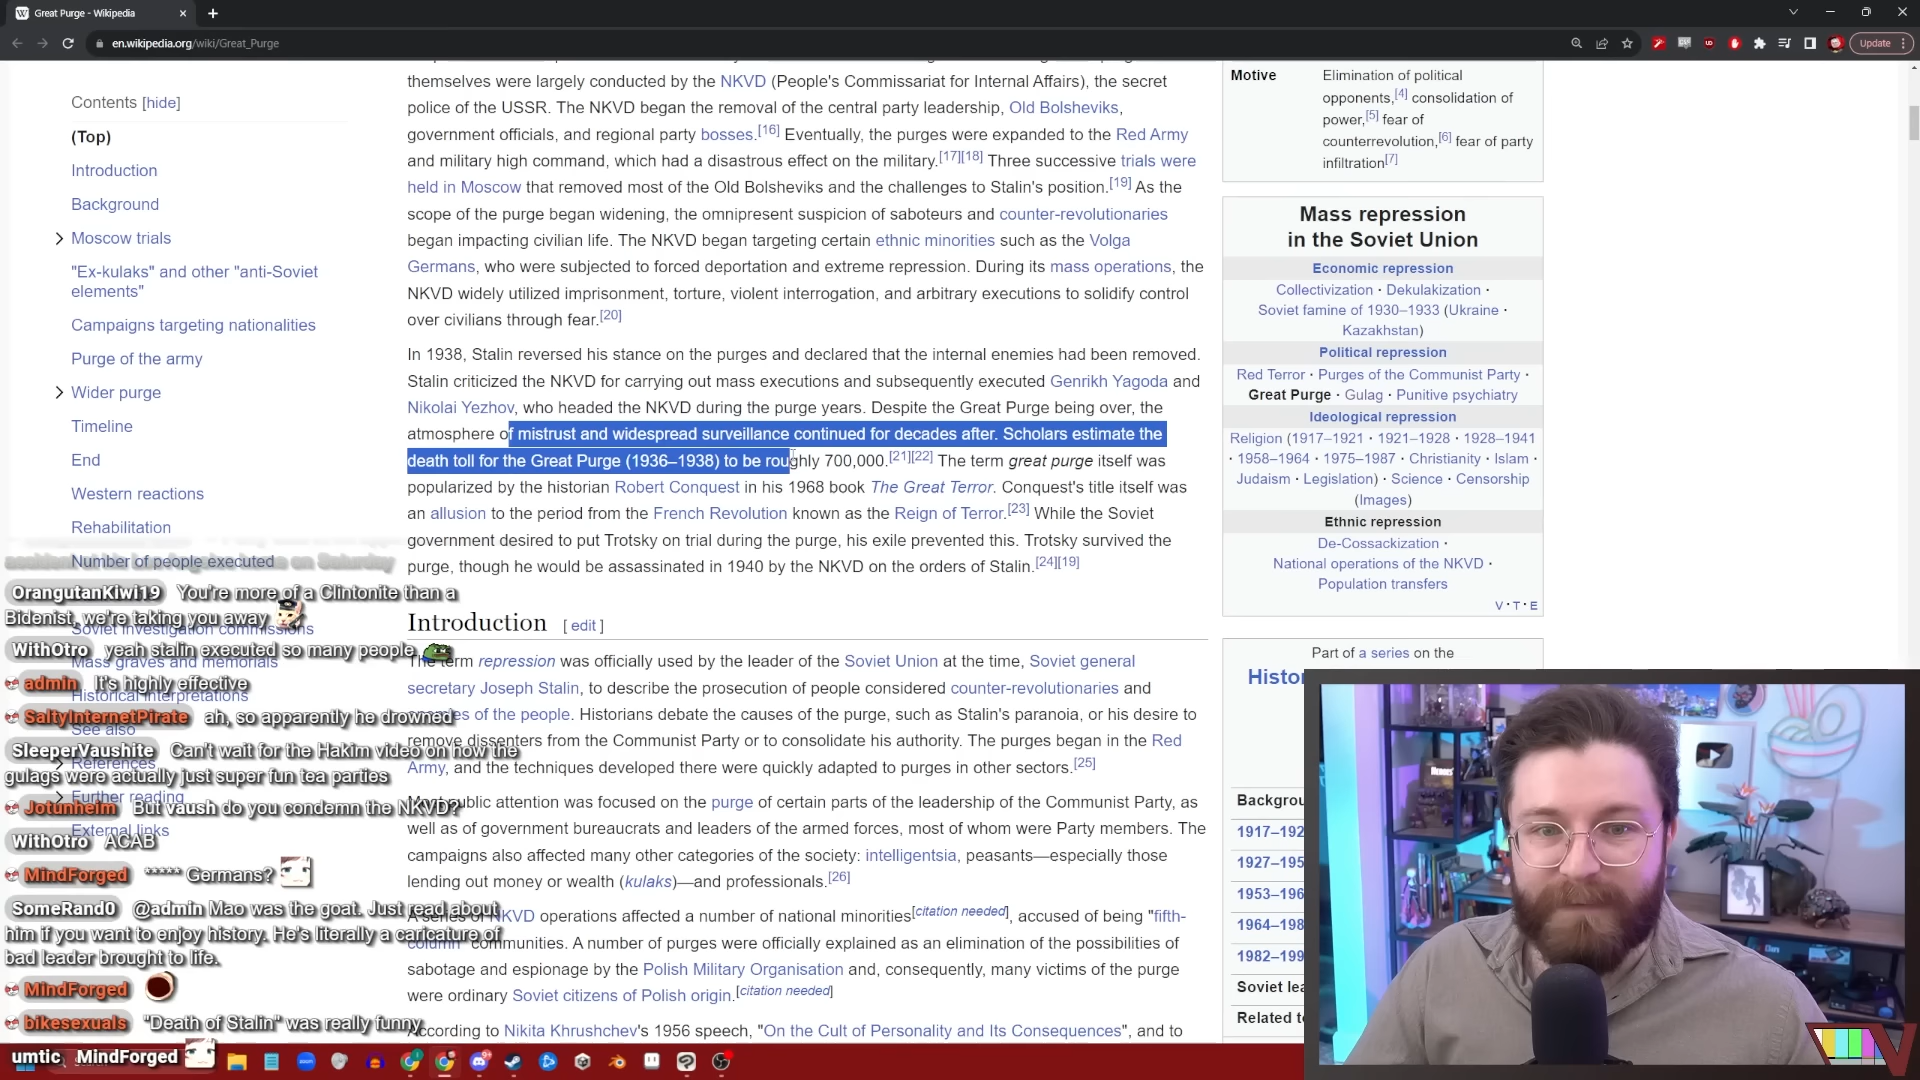 Great Purge - Wikipedia
en.wikipedia.org/wiki/Great_Purge
Update
Contents [hide]
(Top)
Introduction
Background
Moscow trials
"Ex-kulaks" and other "anti-Soviet
elements"
Campaigns targeting nationalities
Purge of the army
Wider purge
Timeline
End
Western reactions
Rehabilitation
Number of people executed
Soviet investigation commissions
Mass graves and memorials
Historical interpretations
See also
References
Further reading
External links
themselves were largely conducted by the NKVD (People's Commissariat for Internal Affairs), the secret
police of the USSR. The NKVD began the removal of the central party leadership, Old Bolsheviks,
government officials, and regional party bosses.[16] Eventually, the purges were expanded to the Red Army
and military high command, which had a disastrous effect on the military.[17][18] Three successive trials were
held in Moscow that removed most of the Old Bolsheviks and the challenges to Stalin's position.[19] As the
scope of the purge began widening, the omnipresent suspicion of saboteurs and counter-revolutionaries
began impacting civilian life. The NKVD began targeting certain ethnic minorities such as the Volga
Germans, who were subjected to forced deportation and extreme repression. During its mass operations, the
NKVD widely utilized imprisonment, torture, violent interrogation, and arbitrary executions to solidify control
over civilians through fear.[20]
In 1938, Stalin reversed his stance on the purges and declared that the internal enemies had been removed.
Stalin criticized the NKVD for carrying out mass executions and subsequently executed Genrikh Yagoda and
Nikolai Yezhov, who headed the NKVD during the purge years. Despite the Great Purge being over, the
atmosphere of mistrust and widespread surveillance continued for decades after. Scholars estimate the
death toll for the Great Purge (1936–1938) to be roughly 700,000.[21][22] The term great purge itself was
popularized by the historian Robert Conquest in his 1968 book The Great Terror. Conquest's title itself was
an allusion to the period from the French Revolution known as the Reign of Terror.[23] While the Soviet
government desired to put Trotsky on trial during the purge, his exile prevented this. Trotsky survived the
purge, though he would be assassinated in 1940 by the NKVD on the orders of Stalin.[24][19]
Introduction [ edit ]
The term repression was officially used by the leader of the Soviet Union at the time, Soviet general
secretary Joseph Stalin, to describe the prosecution of people considered counter-revolutionaries and
enemies of the people. Historians debate the causes of the purge, such as Stalin's paranoia, or his desire to
remove dissenters from the Communist Party or to consolidate his authority. The purges began in the Red
Army, and the techniques developed there were quickly adapted to purges in other sectors.[25]
Most public attention was focused on the purge of certain parts of the leadership of the Communist Party, as
well as of government bureaucrats and leaders of the armed forces, most of whom were Party members. The
campaigns also affected many other categories of the society: intelligentsia, peasants—especially those
lending out money or wealth (kulaks)—and professionals.[26]
A series of NKVD operations affected a number of national minorities[citation needed], accused of being "fifth-
column" communities. A number of purges were officially explained as an elimination of the possibilities of
sabotage and espionage by the Polish Military Organisation and, consequently, many victims of the purge
were ordinary Soviet citizens of Polish origin.[citation needed]
According to Nikita Khrushchev's 1956 speech, "On the Cult of Personality and Its Consequences", and to
Motive
Elimination of political
opponents,[4] consolidation of
power,[5] fear of
counterrevolution,[6] fear of party
infiltration[7]
Mass repression
in the Soviet Union
Economic repression
Collectivization · Dekulakization ·
Soviet famine of 1930–1933 (Ukraine ·
Kazakhstan)
Political repression
Red Terror · Purges of the Communist Party ·
Great Purge · Gulag · Punitive psychiatry
Ideological repression
Religion (1917–1921 · 1921–1928 · 1928–1941
· 1958–1964 · 1975–1987 · Christianity · Islam ·
Judaism · Legislation) · Science · Censorship
(Images)
Ethnic repression
De-Cossackization ·
National operations of the NKVD ·
Population transfers
V · T · E
Part of a series on the
Histor
Backgrou
1917–192
1927–195
1953–196
1964–198
1982–199
Soviet lea
Related t
on Saturday
OrangutanKiwi19 You're more of a Clintonite than a
Bidenist, we're taking you away
WithOtro yeah stalin executed so many people
admin It's highly effective
SaltyInternetPirate ah, so apparently he drowned
SleeperVaushite Can't wait for the Hakim video on how the
gulags were actually just super fun tea parties
Jotunheim But vaush do you condemn the NKVD?
WithOtro ACAB
MindForged ***** Germans?
SomeRand0 @admin Mao was the goat. Just read about
him if you want to enjoy history. He's literally a caricature of
bad leader brought to life.
MindForged
bikesexuals "Death of Stalin" was really funny
umtic MindForged